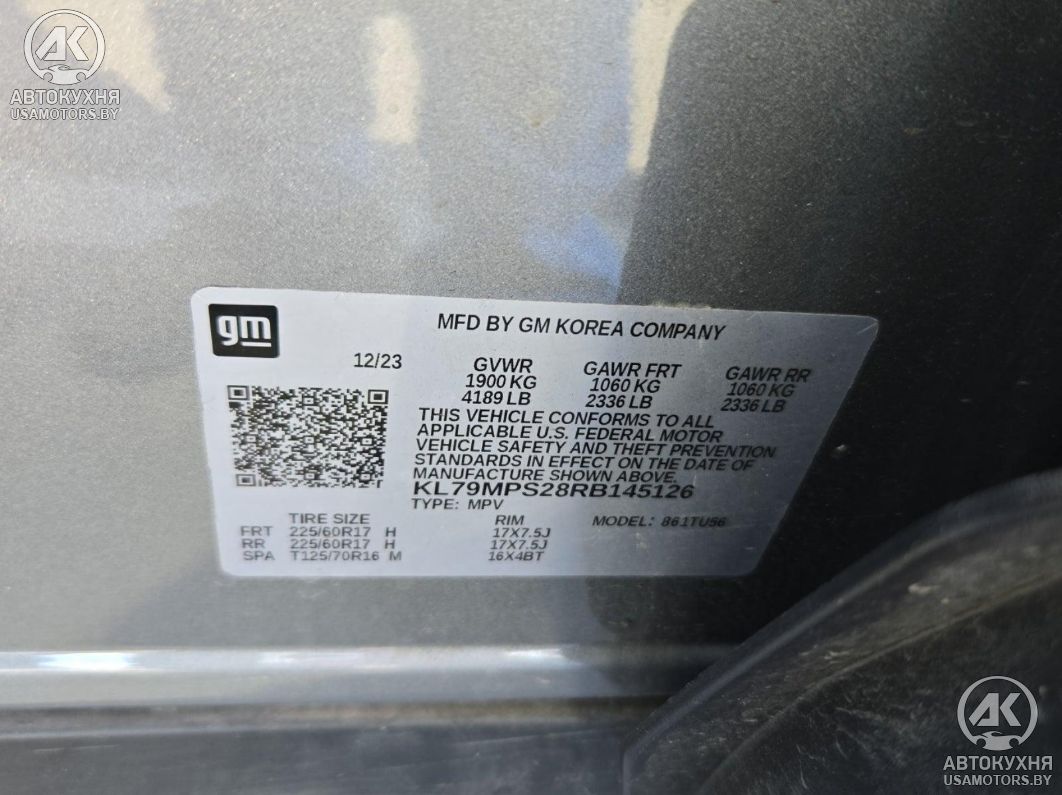 AK
АВТОКУХНЯ
USAMOTORS.BY
gm
MFD BY GM KOREA COMPANY
12/23
GVWR GAWR FRT GAWR RR
1900 KG 1060 KG 1060 KG
4189 LB 2336 LB 2336 LB
THIS VEHICLE CONFORMS TO ALL
APPLICABLE U.S. FEDERAL MOTOR
VEHICLE SAFETY AND THEFT PREVENTION
STANDARDS IN EFFECT ON THE DATE OF
MANUFACTURE SHOWN ABOVE.
KL79MPS28RB145126
TYPE: MPV
TIRE SIZE RIM MODEL: 861TU56
FRT 225/60R17 H 17X7.5J
RR 225/60R17 H 17X7.5J
SPA T125/70R16 M 16X4BT
AK
АВТОКУХНЯ
USAMOTORS.BY